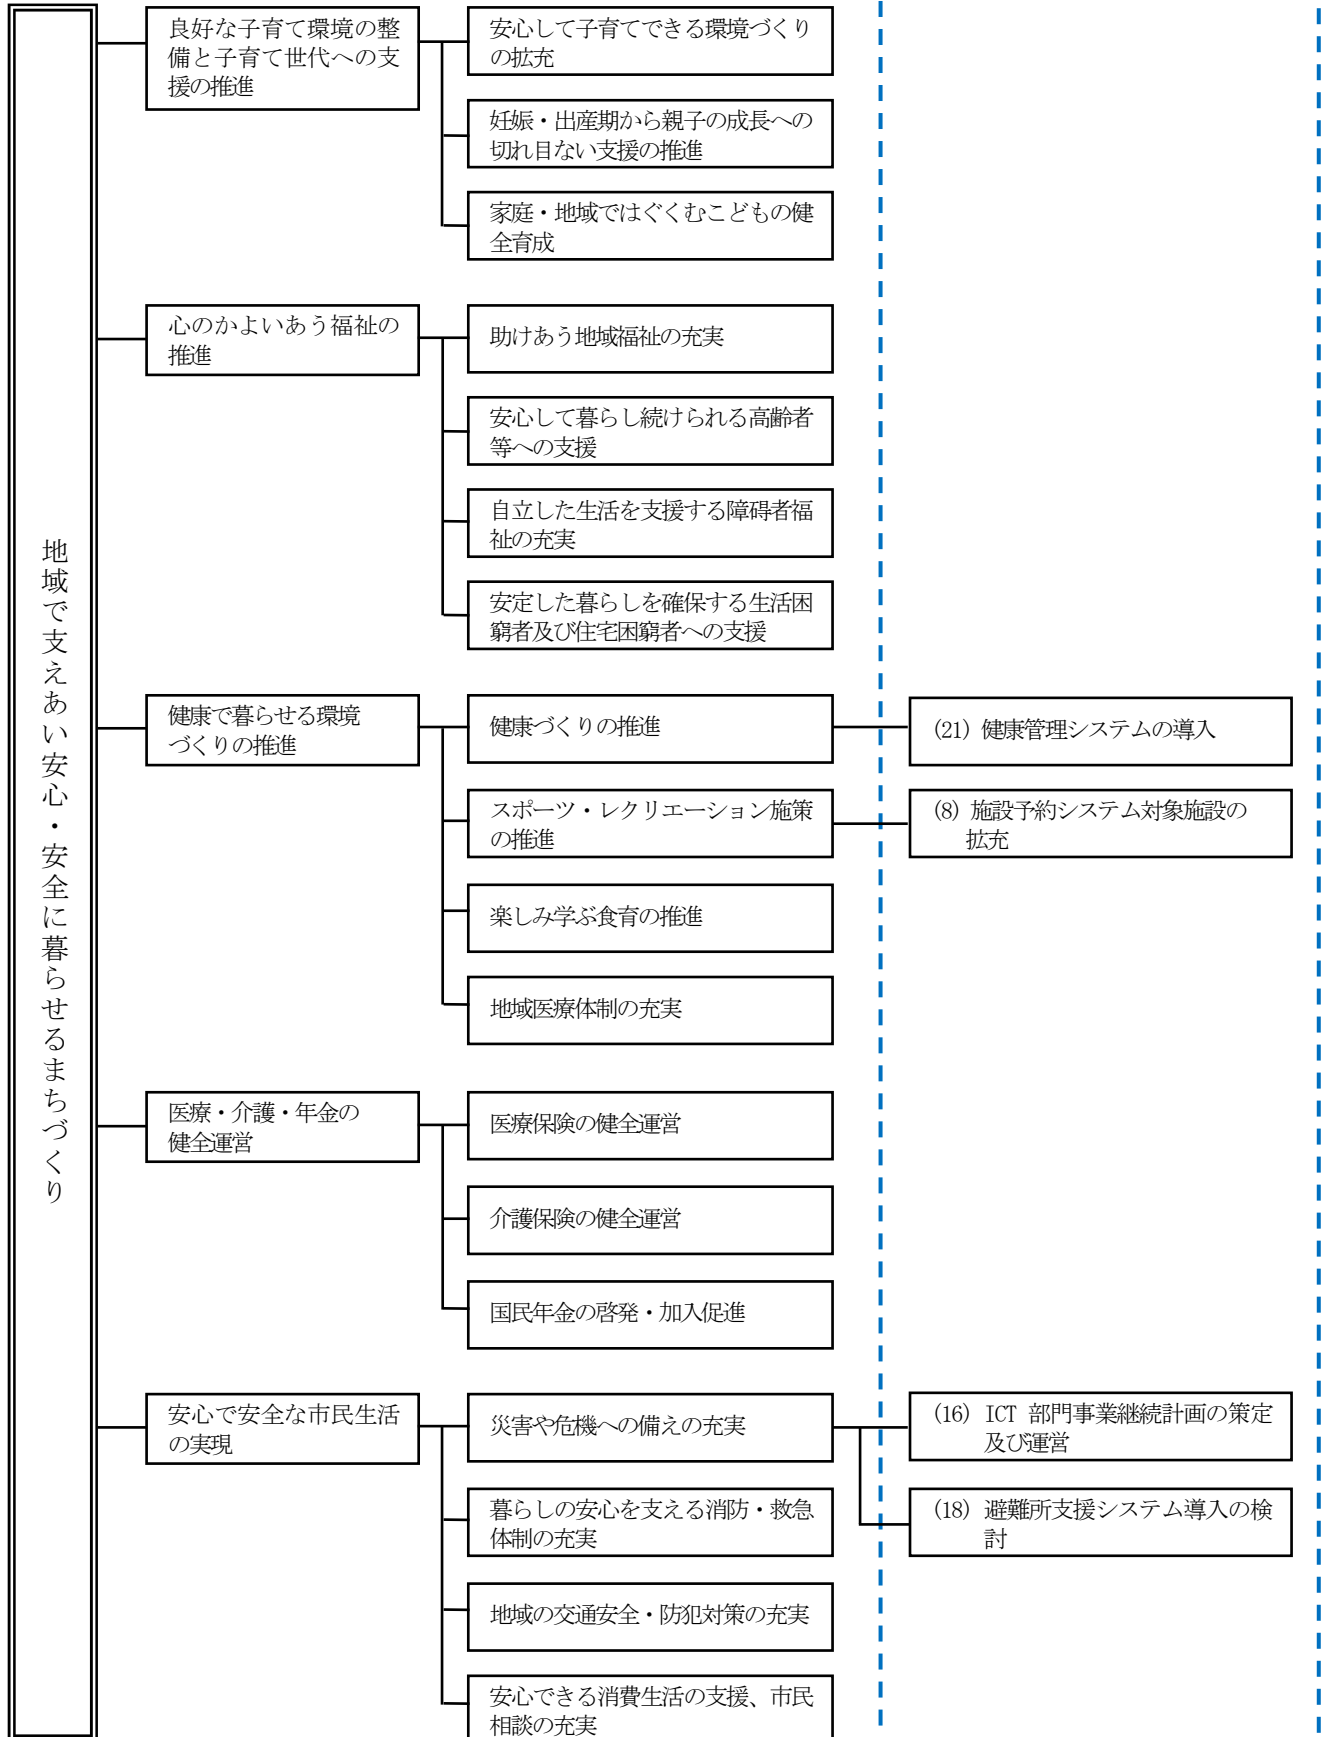 地域で支えあい安心・安全に暮らせるまちづくり
良好な子育て環境の整
備と子育て世代への支
援の推進
安心して子育てできる環境づくり
の拡充
妊娠・出産期から親子の成長への
切れ目ない支援の推進
家庭・地域ではぐくむこどもの健
全育成
心のかよいあう福祉の
推進
助けあう地域福祉の充実
安心して暮らし続けられる高齢者
等への支援
自立した生活を支援する障碍者福
祉の充実
安定した暮らしを確保する生活困
窮者及び住宅困窮者への支援
健康で暮らせる環境
づくりの推進
健康づくりの推進
(21) 健康管理システムの導入
スポーツ・レクリエーション施策
の推進
(8) 施設予約システム対象施設の
拡充
楽しみ学ぶ食育の推進
地域医療体制の充実
医療・介護・年金の
健全運営
医療保険の健全運営
介護保険の健全運営
国民年金の啓発・加入促進
安心で安全な市民生活
の実現
災害や危機への備えの充実
(16) ICT 部門事業継続計画の策定
及び運営
(18) 避難所支援システム導入の検
討
暮らしの安心を支える消防・救急
体制の充実
地域の交通安全・防犯対策の充実
安心できる消費生活の支援、市民
相談の充実